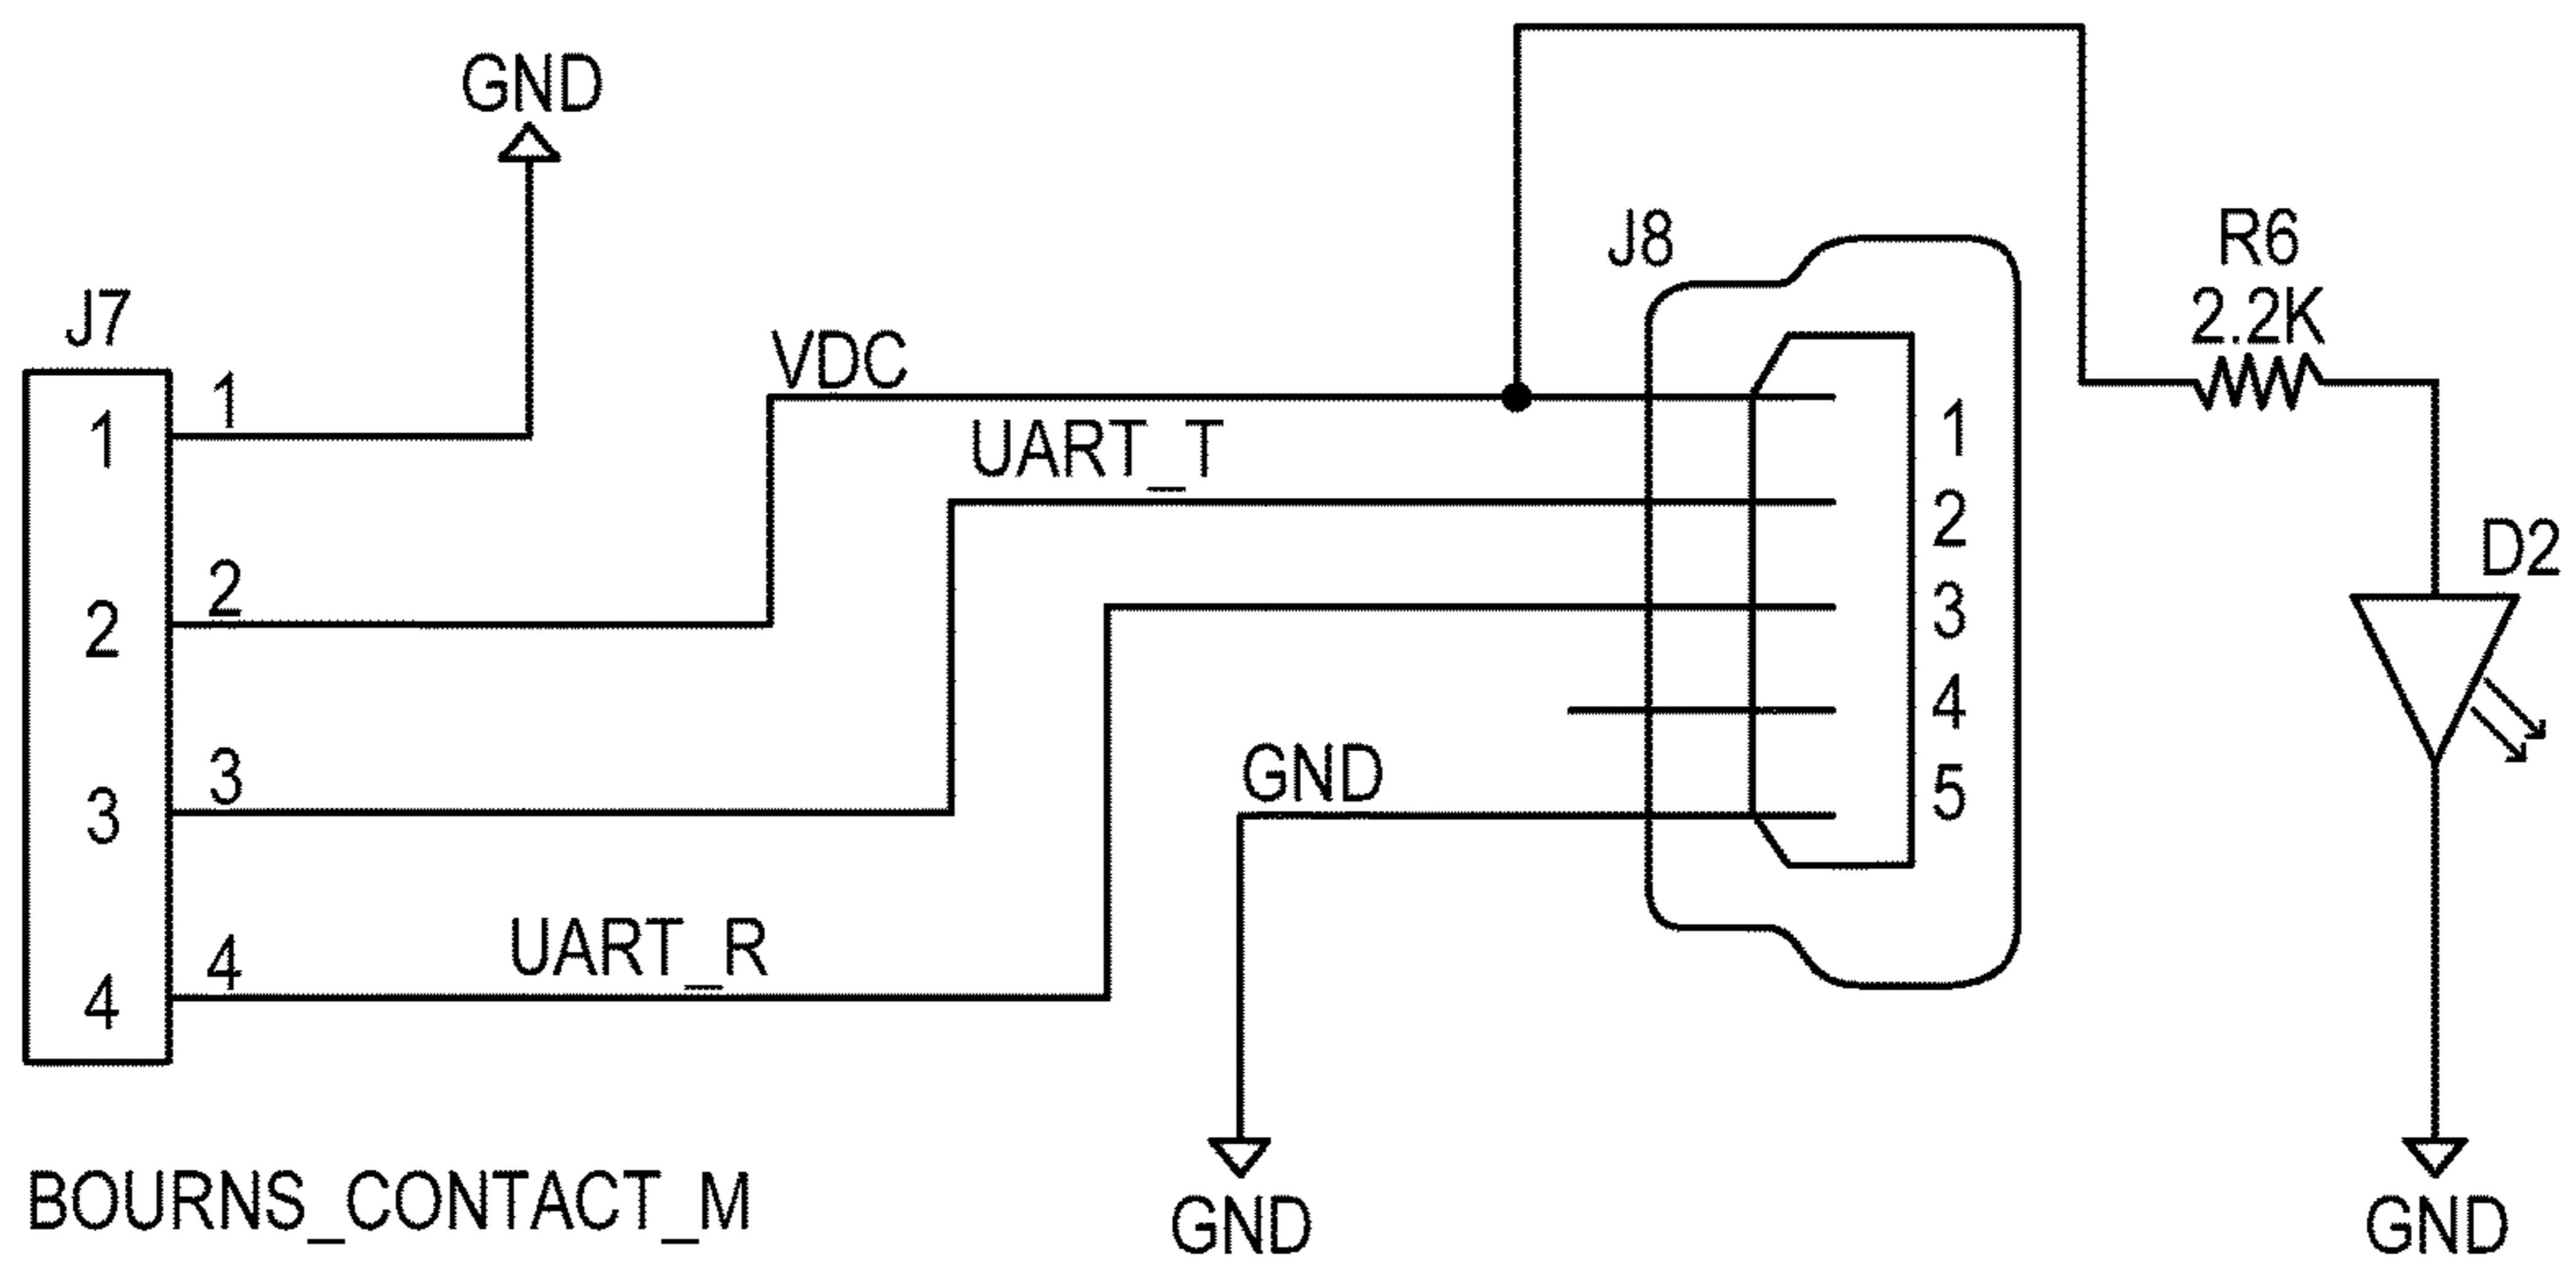 GND
J7
1
1
2
2
3
3
4
4
VDC
UART_T
UART_R
GND
GND
J8
1
2
3
4
5
R6
2.2K
D2
GND
BOURNS_CONTACT_M